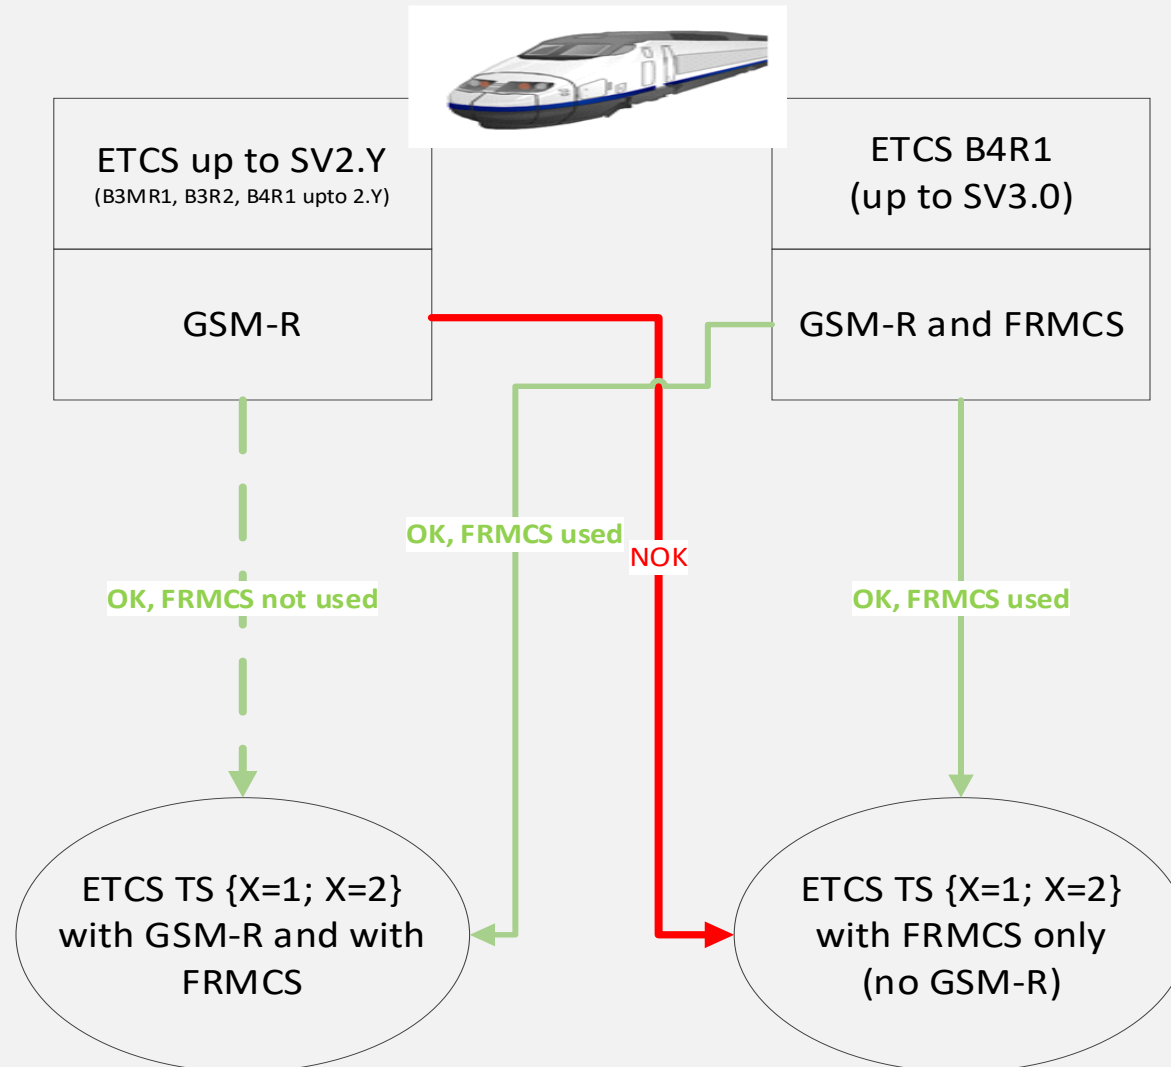 ETCS up to SV2.Y
(B3MR1, B3R2, B4R1 upto 2.Y)
ETCS B4R1
(up to SV3.0)
GSM-R
GSM-R and FRMCS
OK, FRMCS used
NOK
OK, FRMCS not used
OK, FRMCS used
ETCS TS {X=1; X=2}
with GSM-R and with
FRMCS
ETCS TS {X=1; X=2}
with FRMCS only
(no GSM-R)